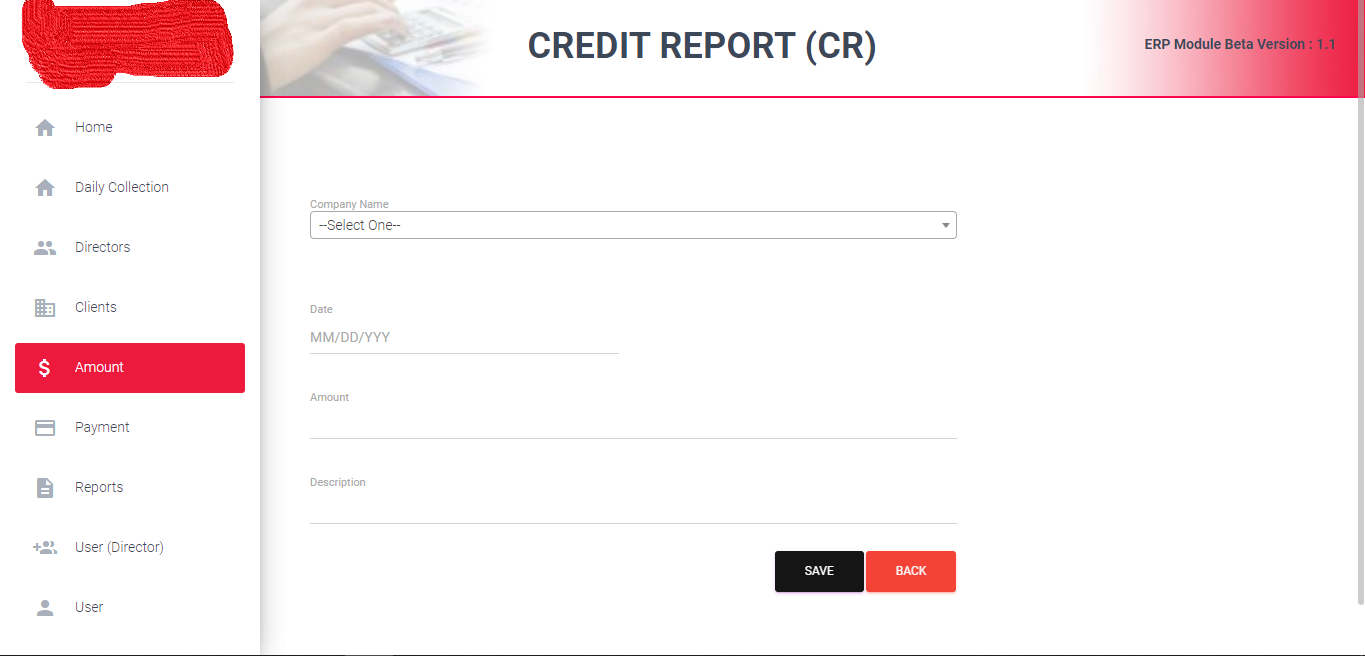 CREDIT REPORT (CR)
ERP Module Beta Version : 1.1
Home
Daily Collection
Directors
Clients
Amount
Payment
Reports
User (Director)
User
Company Name
--Select One--
Date
MM/DD/YYY
Amount
Description
SAVE
BACK